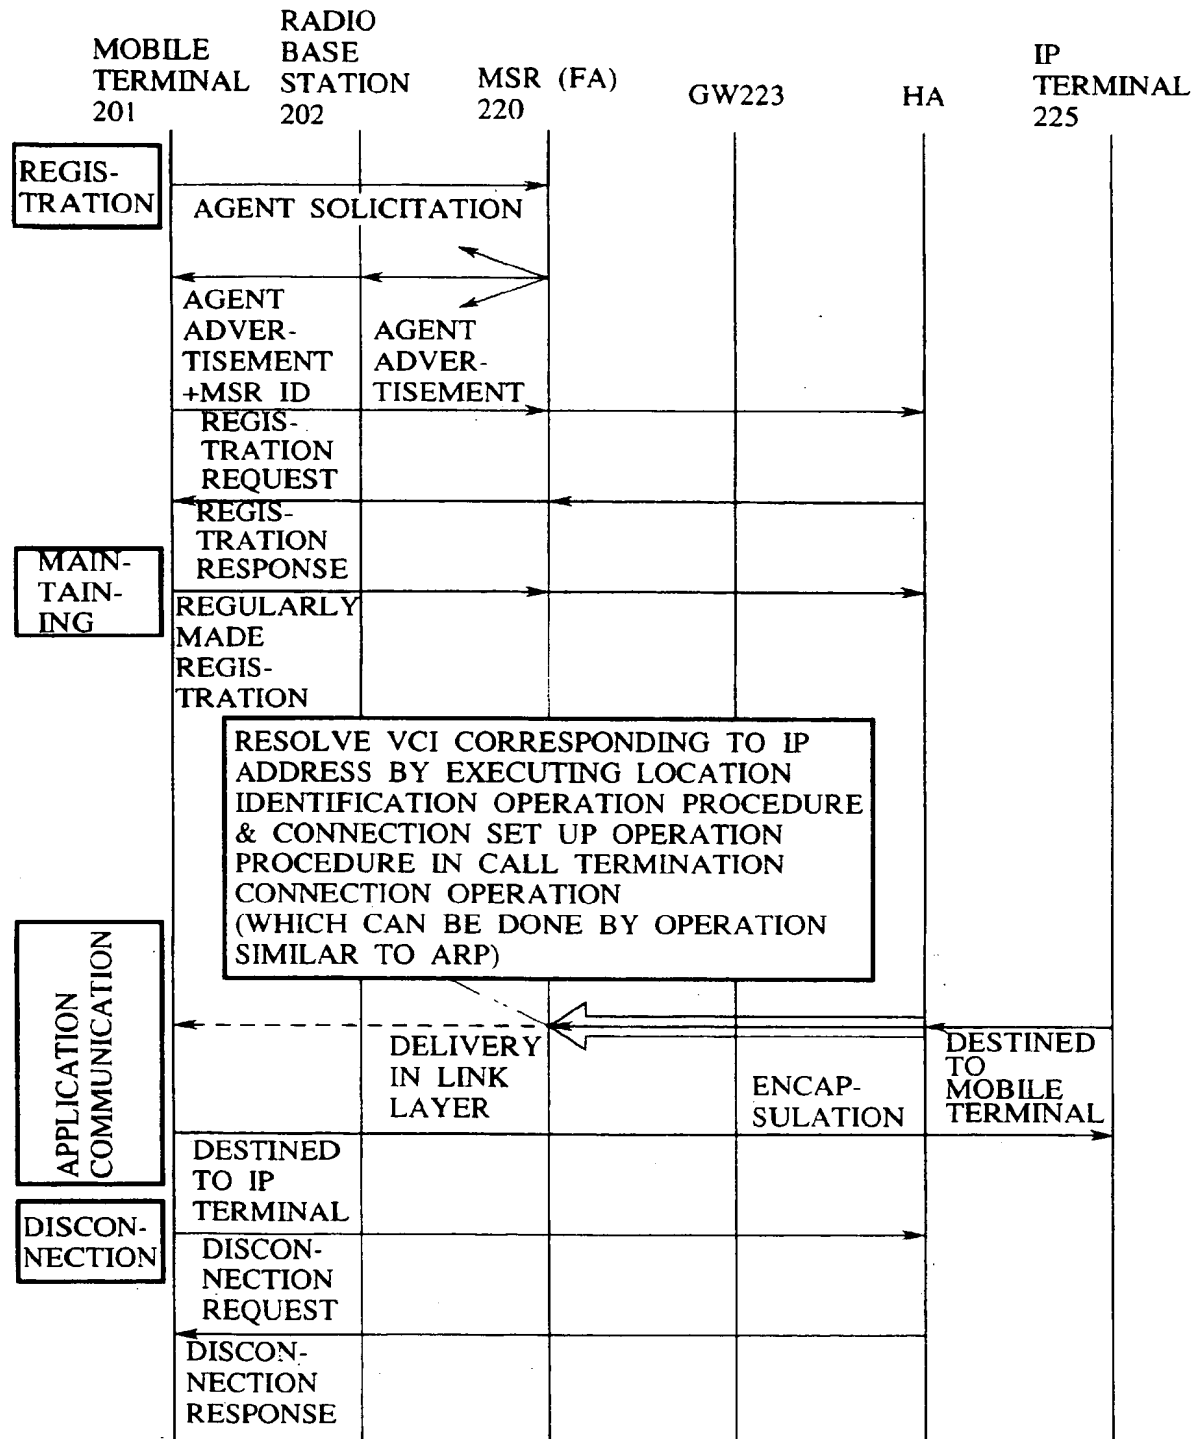 MOBILE
TERMINAL
201
RADIO
BASE
STATION
202
MSR (FA)
220
GW223
HA
IP
TERMINAL
225
REGIS-
TRATION
AGENT SOLICITATION
AGENT
ADVER-
TISEMENT
+MSR ID
AGENT
ADVER-
TISEMENT
REGIS-
TRATION
REQUEST
REGIS-
TRATION
RESPONSE
MAIN-
TAIN-
ING
REGULARLY
MADE
REGIS-
TRATION
RESOLVE VCI CORRESPONDING TO IP
ADDRESS BY EXECUTING LOCATION
IDENTIFICATION OPERATION PROCEDURE
& CONNECTION SET UP OPERATION
PROCEDURE IN CALL TERMINATION
CONNECTION OPERATION
(WHICH CAN BE DONE BY OPERATION
SIMILAR TO ARP)
APPLICATION
COMMUNICATION
DELIVERY
IN LINK
LAYER
ENCAP-
SULATION
DESTINED
TO
MOBILE
TERMINAL
DESTINED
TO IP
TERMINAL
DISCON-
NECTION
DISCON-
NECTION
REQUEST
DISCON-
NECTION
RESPONSE